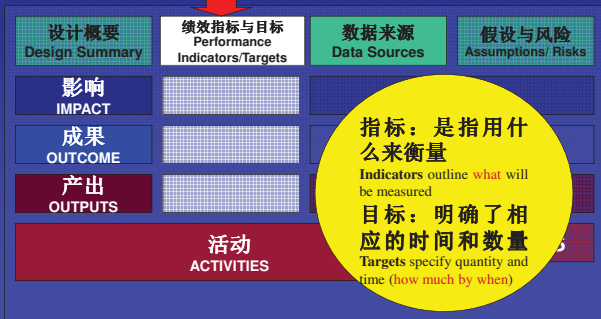 设计概要
Design Summary
绩效指标与目标
Performance
Indicators/Targets
数据来源
Data Sources
假设与风险
Assumptions/ Risks
影响
IMPACT
成果
OUTCOME
产出
OUTPUTS
活动
ACTIVITIES
指标：是指用什
么来衡量
Indicators outline what will
be measured
目标：明确了相
应的时间和数量
Targets specify quantity and
time (how much by when)